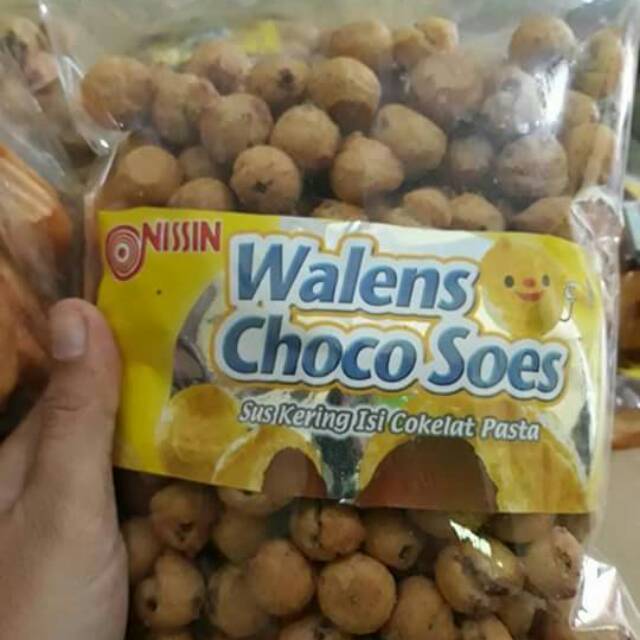 NISSIN
Walens
Choco Soes
Sus Kering Isi Cokelat Pasta